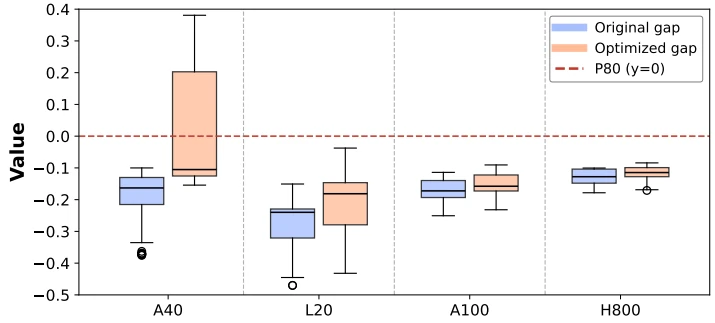 0.4
0.3
0.2
0.1
0.0
−0.1
−0.2
−0.3
−0.4
−0.5
Value
Original gap
Optimized gap
P80 (y=0)
A40
L20
A100
H800